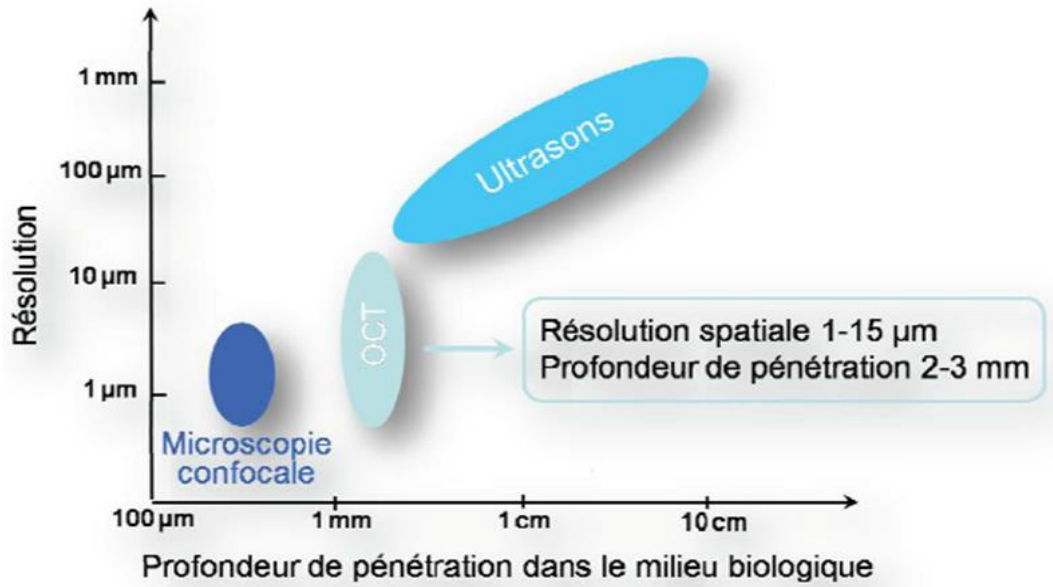 1 mm
100 µm
10 µm
1 µm
Résolution
Ultrasons
OCT
Résolution spatiale 1-15 µm
Profondeur de pénétration 2-3 mm
Microscopie
confocale
100 µm
1 mm
1 cm
10 cm
Profondeur de pénétration dans le milieu biologique